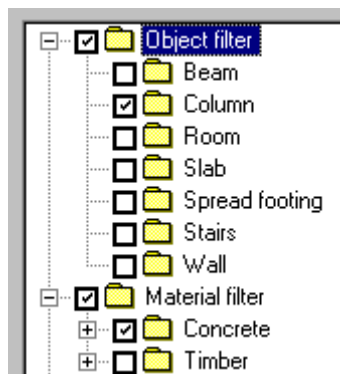 Object filter
Beam
Column
Room
Slab
Spread footing
Stairs
Wall
Material filter
Concrete
Timber